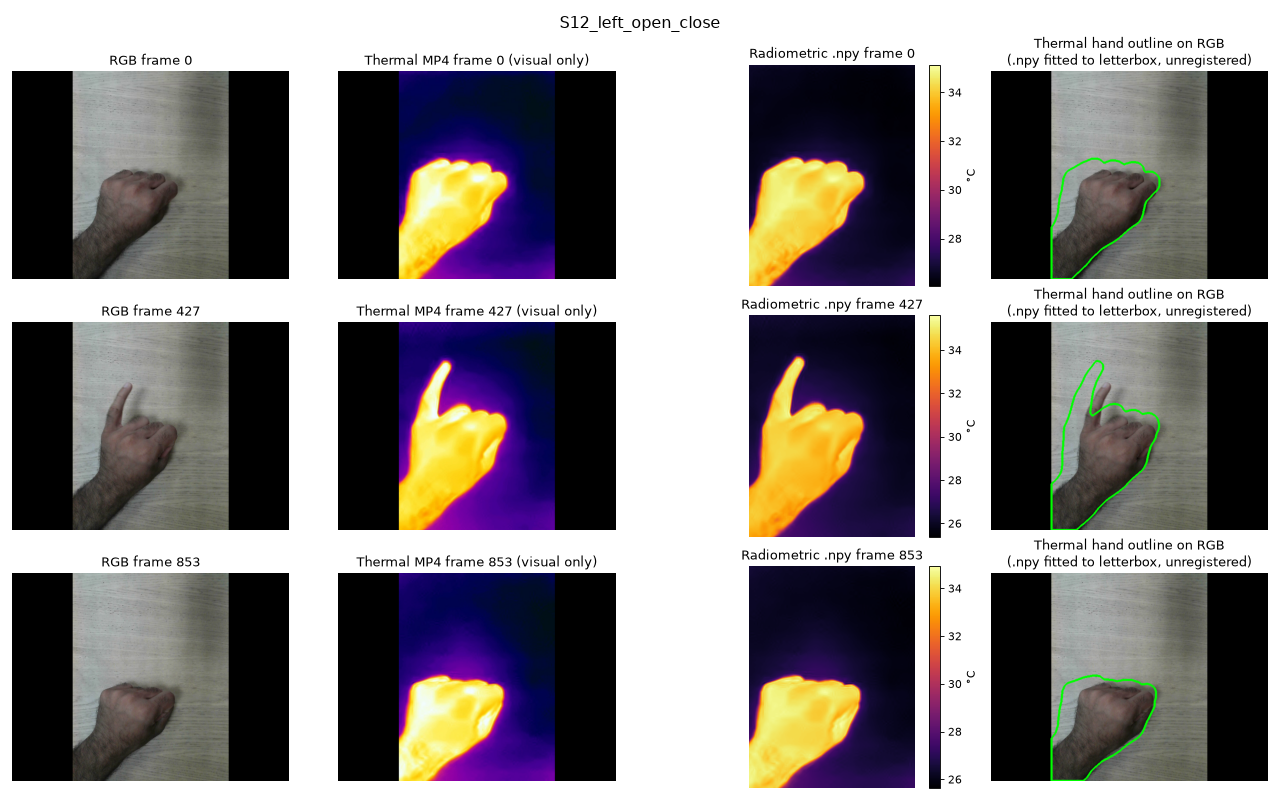 S12_left_open_close
RGB frame 0
Thermal MP4 frame 0 (visual only)
Radiometric .npy frame 0
Thermal hand outline on RGB
(.npy fitted to letterbox, unregistered)
34
32
30
28
°C
RGB frame 427
Thermal MP4 frame 427 (visual only)
Radiometric .npy frame 427
Thermal hand outline on RGB
(.npy fitted to letterbox, unregistered)
34
32
30
28
26
°C
RGB frame 853
Thermal MP4 frame 853 (visual only)
Radiometric .npy frame 853
Thermal hand outline on RGB
(.npy fitted to letterbox, unregistered)
34
32
30
28
26
°C